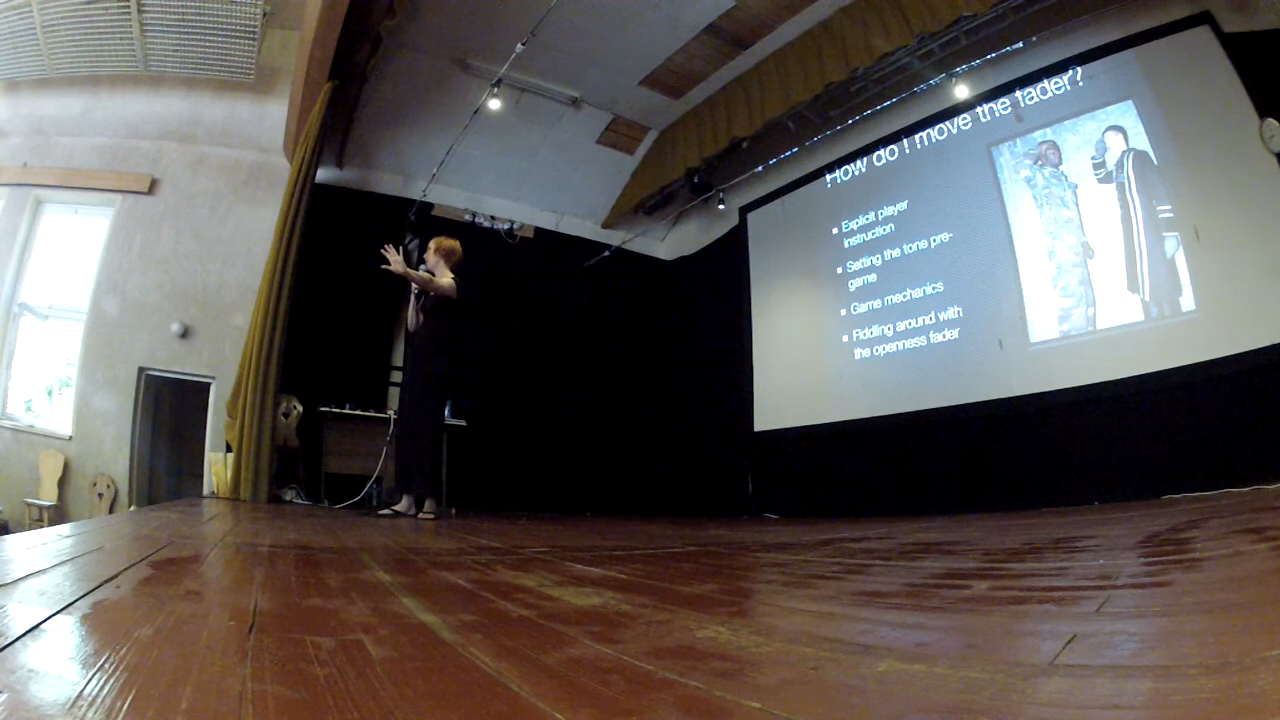 How do I move the fader?
Explicit player
instruction
Setting the tone pre-
game
Game mechanics
Fiddling around with
the openness fader